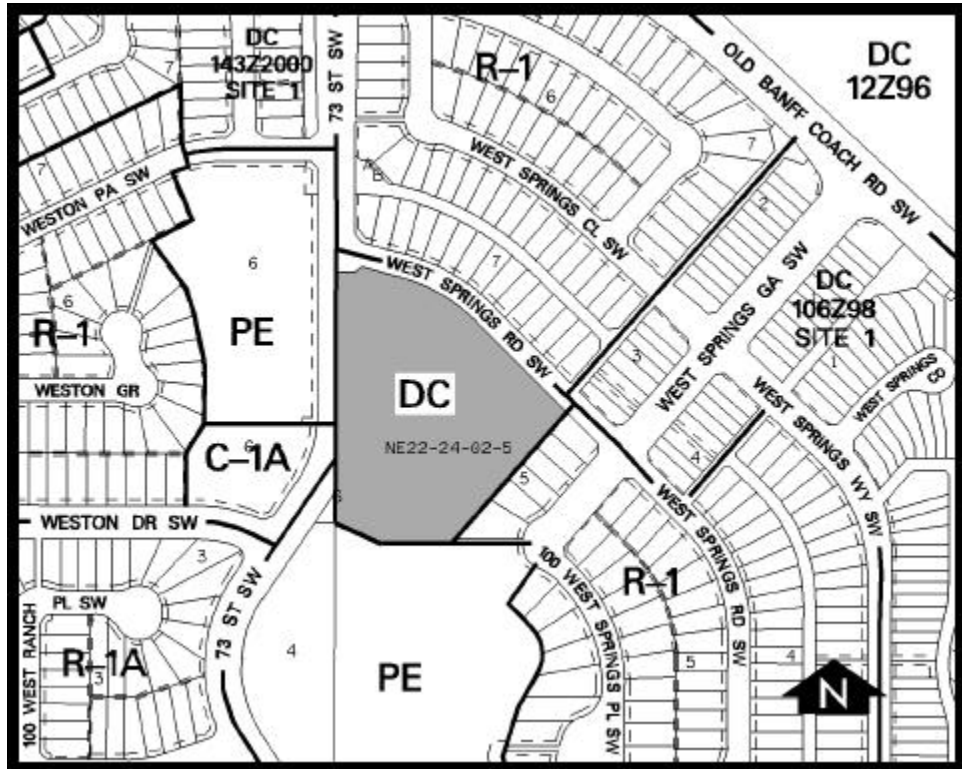 DC
143Z2000
SITE 1
73 ST SW
R-1
6
OLD BANFF COACH RD SW
DC
12Z96
7
7
7
WESTON PA SW
7
WEST SPRINGS CL SW
2
6
PE
WEST SPRINGS RD SW
7
WEST SPRINGS GA SW
DC
106Z98
SITE 1
1
6
R-1
WESTON GR
3
WEST SPRINGS
CO
DC
NE22-24-02-5
6
C-1A
WEST SPRINGS WY SW
4
5
WESTON DR SW
3
73 ST SW
WEST SPRINGS RD SW
100 WEST SPRINGS PL SW
R-1
PL SW
100 WEST RANCH
R-1A
3
4
PE
5
4
1
N